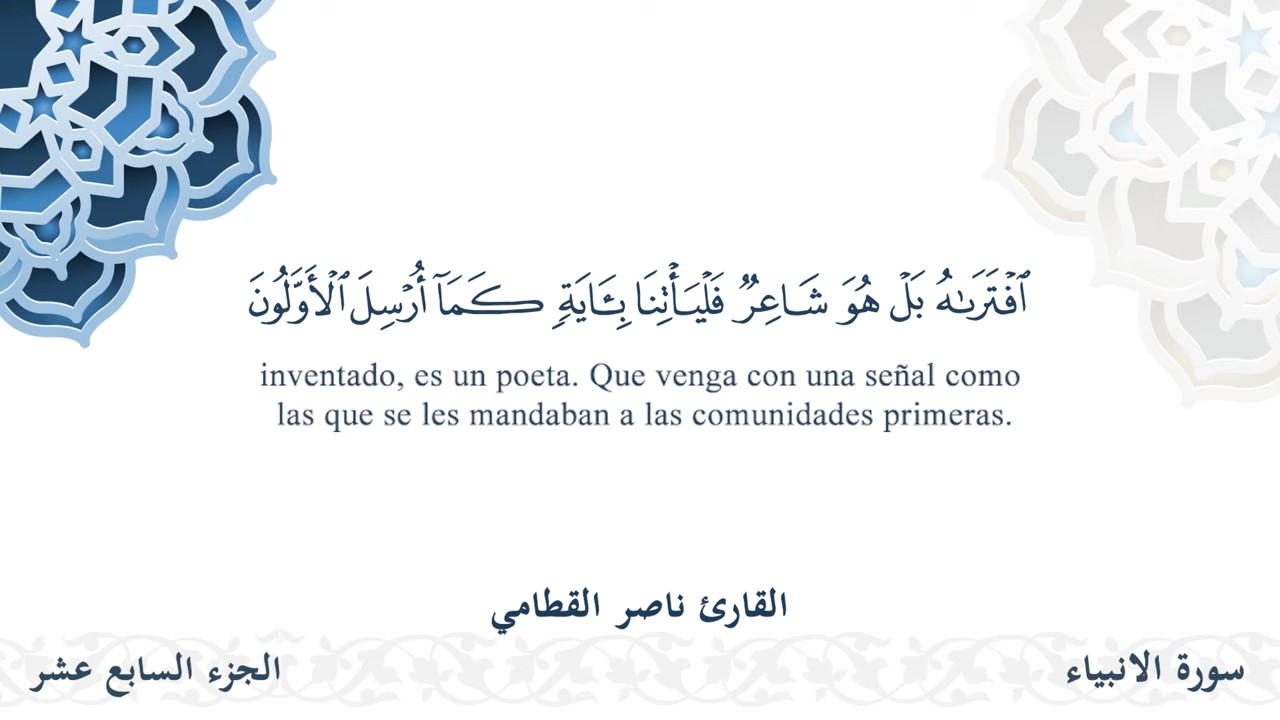 ٱفۡتَرَىٰهُ بَلۡ هُوَ شَاعِرٞ فَلۡيَأۡتِنَا بِـَٔايَةٖ كَمَآ أُرۡسِلَ ٱلۡأَوَّلُونَ
inventado, es un poeta. Que venga con una señal como
las que se les mandaban a las comunidades primeras.
القارئ ناصر القطامي
سورة الانبياء
الجزء السابع عشر